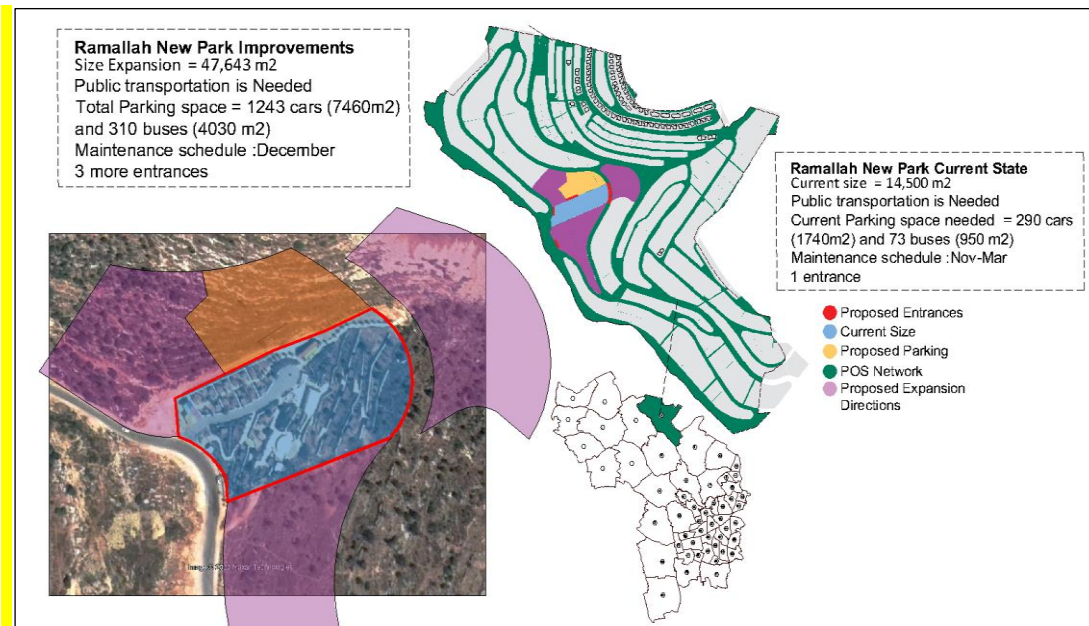 Ramallah New Park Improvements
Size Expansion = 47,643 m2
Public transportation is Needed
Total Parking space = 1243 cars (7460m2)
and 310 buses (4030 m2)
Maintenance schedule :December
3 more entrances
Ramallah New Park Current State
Current size = 14,500 m2
Public transportation is Needed
Current Parking space needed = 290 cars
(1740m2) and 73 buses (950 m2)
Maintenance schedule :Nov-Mar
1 entrance
Proposed Entrances
Current Size
Proposed Parking
POS Network
Proposed Expansion
Directions